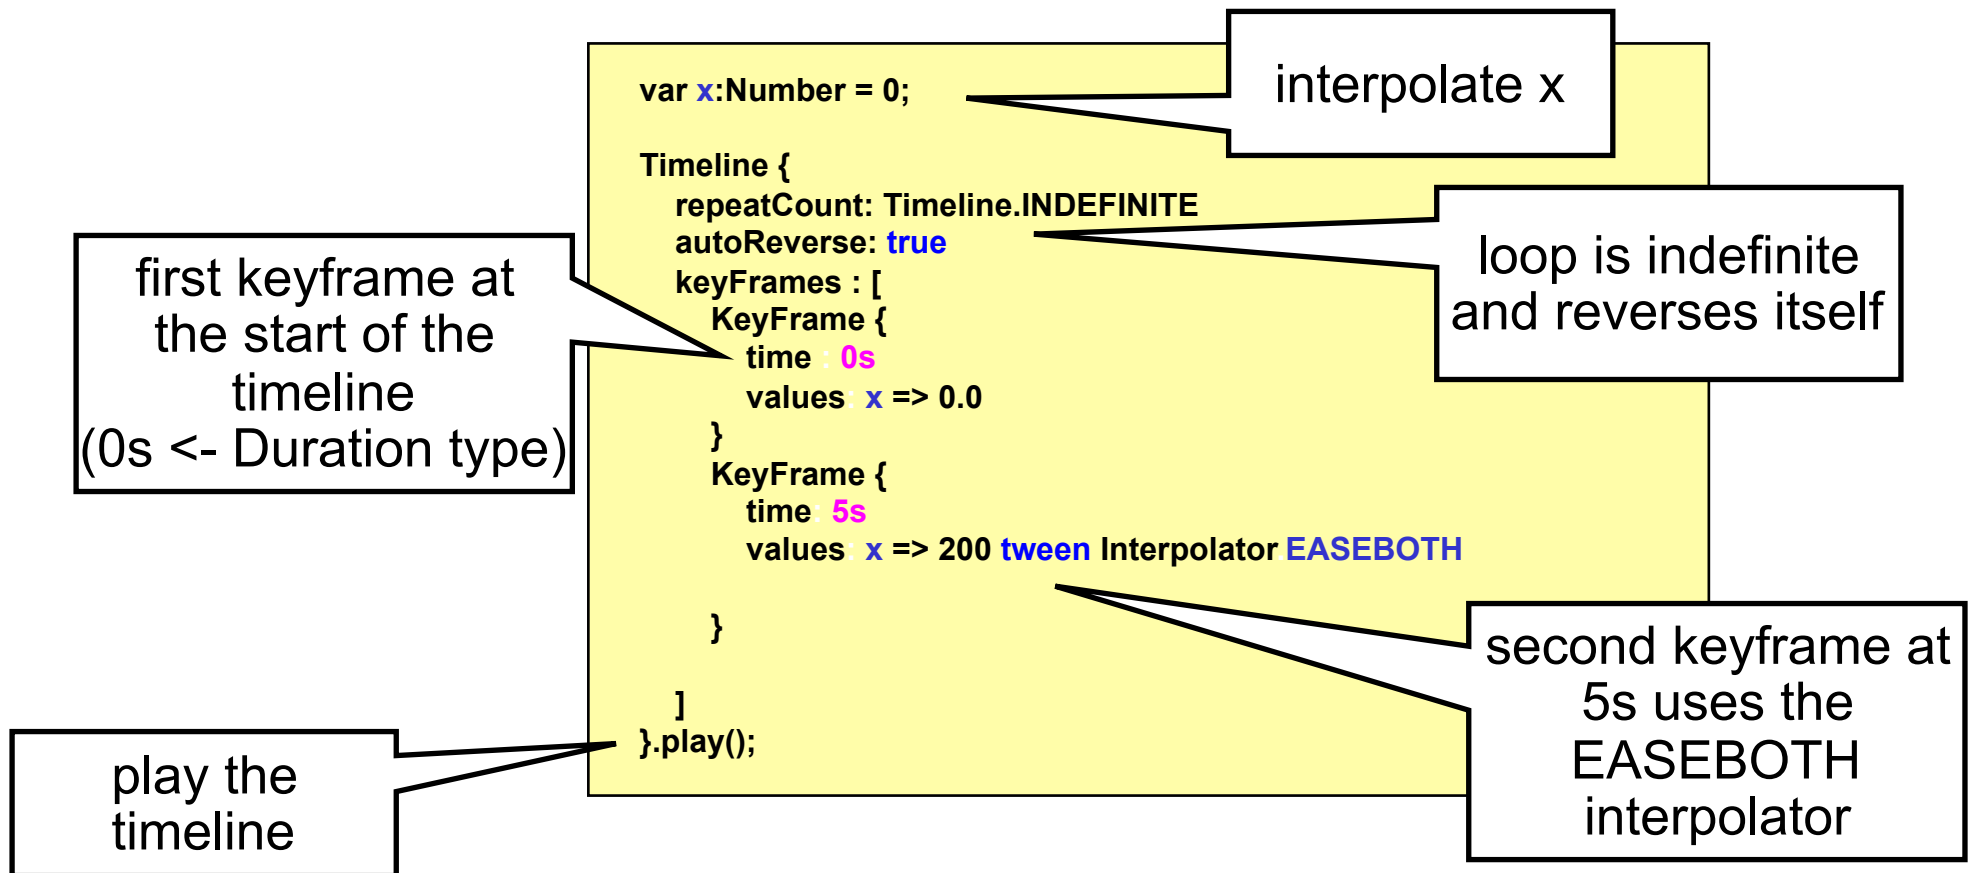 var x:Number = 0;
interpolate x
Timeline {
repeatCount: Timeline.INDEFINITE
autoReverse: true
keyFrames : [
KeyFrame {
time : 0s
values: x => 0.0
}
KeyFrame {
time: 5s
values: x => 200 tween Interpolator.EASEBOTH
}
]
}.play();
loop is indefinite
and reverses itself
first keyframe at
the start of the
timeline
(0s <- Duration type)
second keyframe at
5s uses the
EASEBOTH
interpolator
play the
timeline